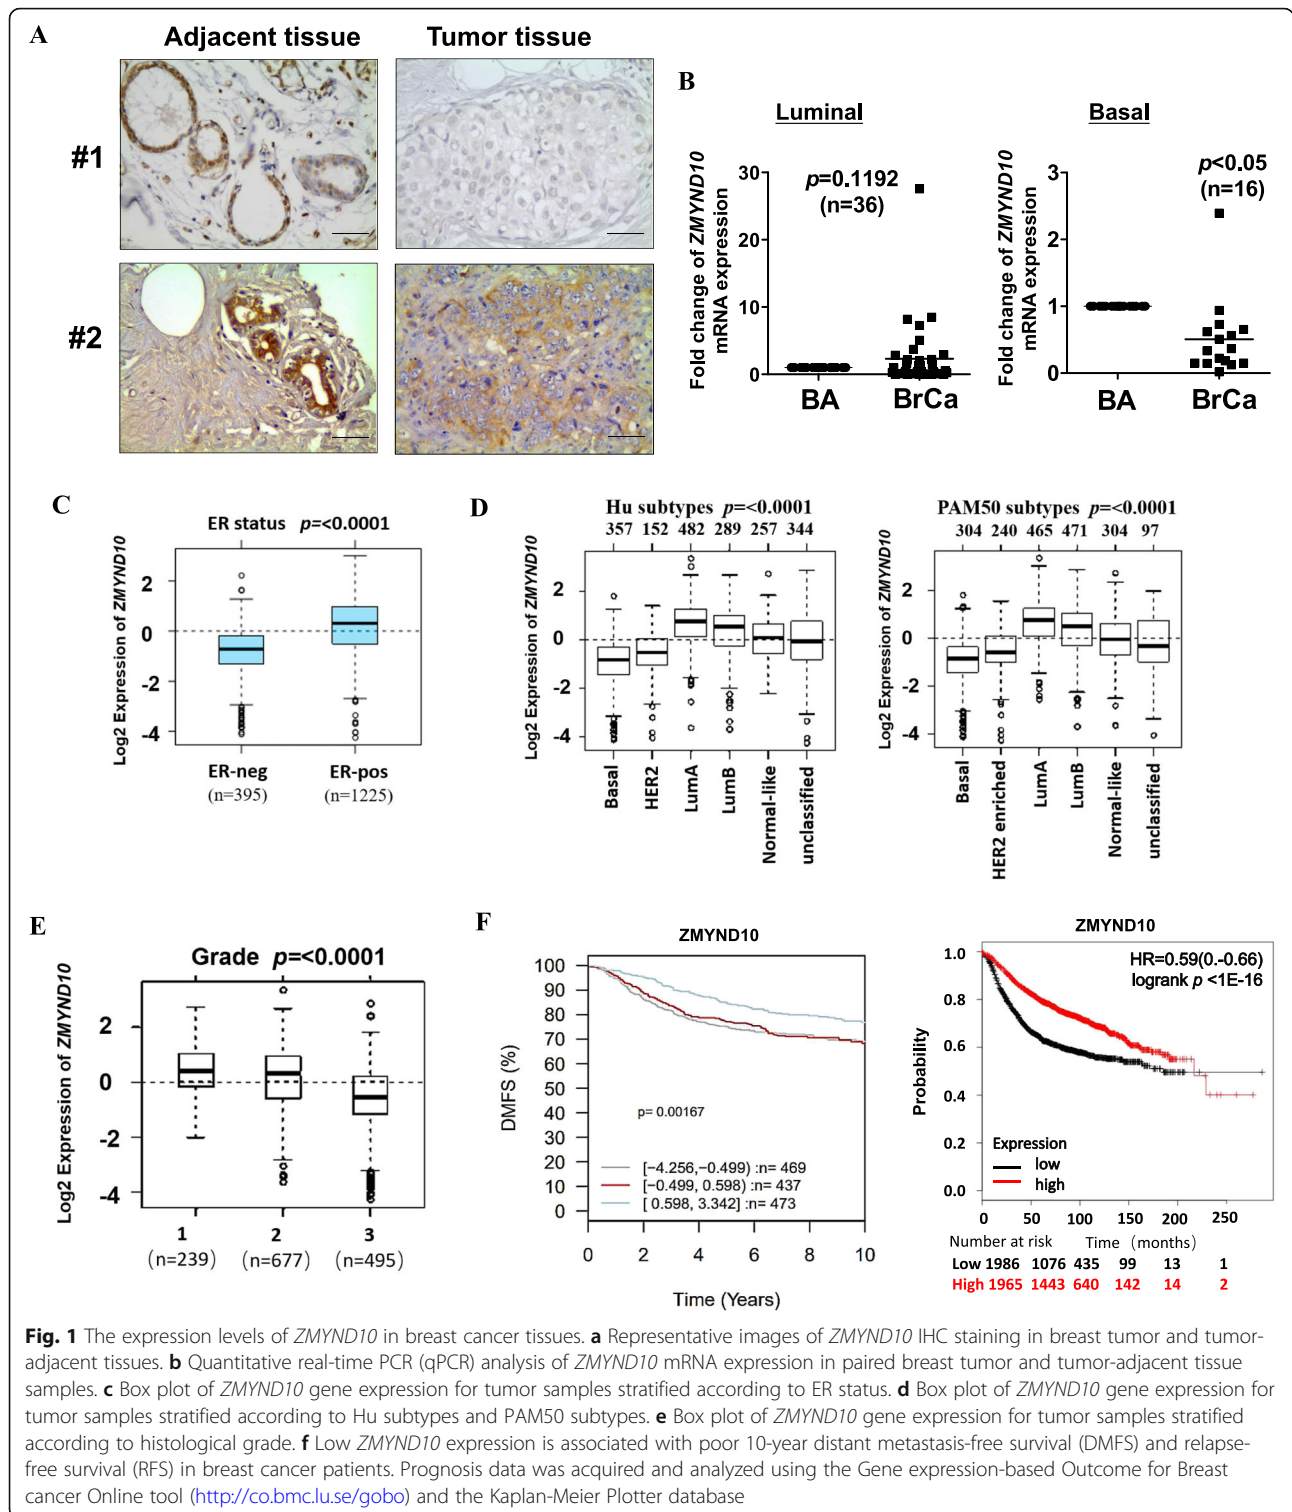 A
Adjacent tissue
Tumor tissue
#1
#2
B
Luminal
Fold change of ZMYND10
mRNA expression
30
20
10
0
p=0.1192
(n=36)
BA
BrCa
Basal
Fold change of ZMYND10
mRNA expression
3
2
1
0
p<0.05
(n=16)
BA
BrCa
C
ER status p=<0.0001
Log2 Expression of ZMYND10
2
0
-2
-4
ER-neg
ER-pos
(n=395)
(n=1225)
D
Hu subtypes p=<0.0001
357 152 482 289 257 344
Log2 Expression of ZMYND10
2
0
-2
-4
Basal
HER2
LumA
LumB
Normal-like
unclassified
PAM50 subtypes p=<0.0001
304 240 465 471 304 97
Log2 Expression of ZMYND10
2
0
-2
-4
Basal
HER2 enriched
LumA
LumB
Normal-like
unclassified
E
Grade p=<0.0001
Log2 Expression of ZMYND10
2
0
-2
-4
1 2 3
(n=239) (n=677) (n=495)
F
ZMYND10
DMFS (%)
100
90
80
70
60
50
40
30
20
10
0
p= 0.00167
[−4.256,−0.499) :n= 469
[−0.499, 0.598) :n= 437
[ 0.598, 3.342] :n= 473
0 2 4 6 8 10
Time (Years)
ZMYND10
HR=0.59(0.-0.66)
logrank p <1E-16
Probability
1.0
0.8
0.6
0.4
0.2
0.0
Expression
low
high
0 50 100 150 200 250
Number at risk Time (months)
Low 1986 1076 435 99 13 1
High 1965 1443 640 142 14 2
Fig. 1 The expression levels of ZMYND10 in breast cancer tissues. a Representative images of ZMYND10 IHC staining in breast tumor and tumor-
adjacent tissues. b Quantitative real-time PCR (qPCR) analysis of ZMYND10 mRNA expression in paired breast tumor and tumor-adjacent tissue
samples. c Box plot of ZMYND10 gene expression for tumor samples stratified according to ER status. d Box plot of ZMYND10 gene expression for
tumor samples stratified according to Hu subtypes and PAM50 subtypes. e Box plot of ZMYND10 gene expression for tumor samples stratified
according to histological grade. f Low ZMYND10 expression is associated with poor 10-year distant metastasis-free survival (DMFS) and relapse-
free survival (RFS) in breast cancer patients. Prognosis data was acquired and analyzed using the Gene expression-based Outcome for Breast
cancer Online tool (http://co.bmc.lu.se/gobo) and the Kaplan-Meier Plotter database